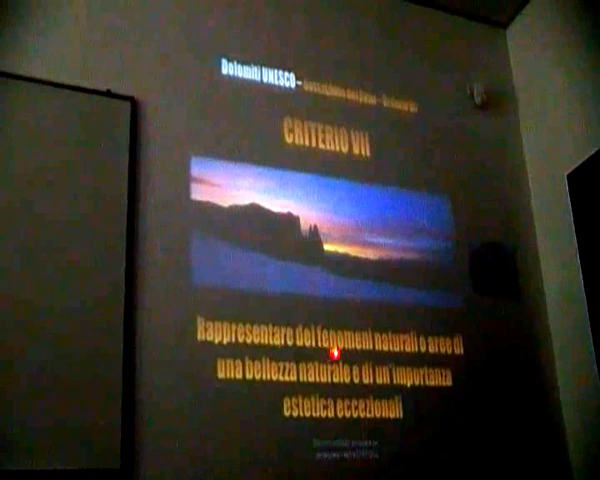 Dolomiti UNESCO –
CRITERIO VII
Rappresentare dei fenomeni naturali o aree di
una bellezza naturale e di un'importanza
estetica eccezionali